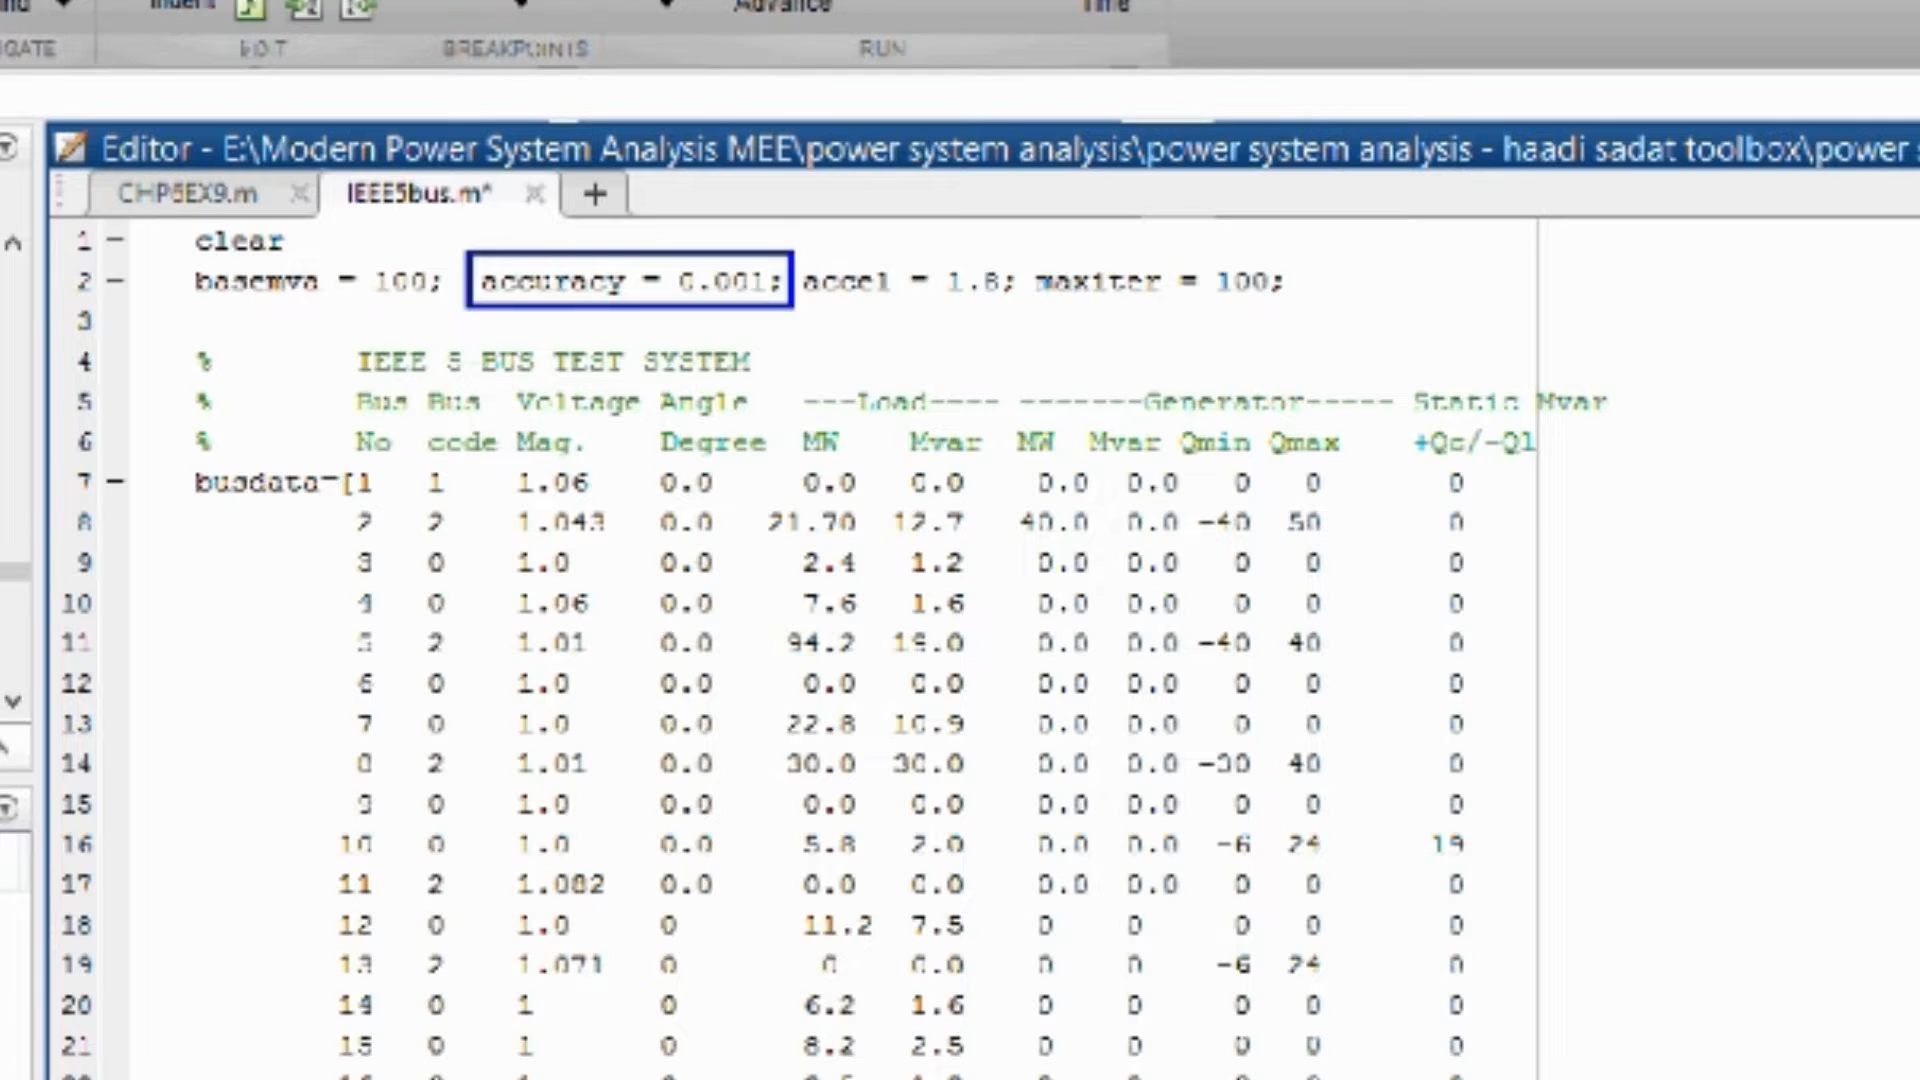 Indent Advance Time
EDIT BREAKPOINTS RUN
Editor - E:\Modern Power System Analysis MEE\power system analysis\power system analysis - haadi sadat toolbox\power
CHP6EX9.m IEEE5bus.m* +
1 - clear
2 - basemva = 100; accuracy = 0.001; accel = 1.8; maxiter = 100;
3
4 % IEEE 5 BUS TEST SYSTEM
5 % Bus Bus Voltage Angle ---Load---- -------Generator----- Static Mvar
6 % No code Mag. Degree MW Mvar MW Mvar Qmin Qmax +Qc/-Ql
7 - busdata=[1 1 1.06 0.0 0.0 0.0 0.0 0.0 0 0 0
8 2 2 1.043 0.0 21.70 12.7 40.0 0.0 -40 50 0
9 3 0 1.0 0.0 2.4 1.2 0.0 0.0 0 0 0
10 4 0 1.06 0.0 7.6 1.6 0.0 0.0 0 0 0
11 5 2 1.01 0.0 94.2 19.0 0.0 0.0 -40 40 0
12 6 0 1.0 0.0 0.0 0.0 0.0 0.0 0 0 0
13 7 0 1.0 0.0 22.8 10.9 0.0 0.0 0 0 0
14 8 2 1.01 0.0 30.0 30.0 0.0 0.0 -30 40 0
15 9 0 1.0 0.0 0.0 0.0 0.0 0.0 0 0 0
16 10 0 1.0 0.0 5.8 2.0 0.0 0.0 -6 24 19
17 11 2 1.082 0.0 0.0 0.0 0.0 0.0 0 0 0
18 12 0 1.0 0 11.2 7.5 0 0 0 0 0
19 13 2 1.071 0 0 0.0 0 0 -6 24 0
20 14 0 1 0 6.2 1.6 0 0 0 0 0
21 15 0 1 0 8.2 2.5 0 0 0 0 0